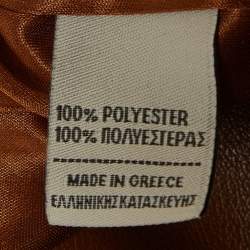 100% POLYESTER
100% ΠΟΛΥΕΣΤΕΡΑΣ
MADE IN GREECE
ΕΛΛΗΝΙΚΗΣ ΚΑΤΑΣΚΕΥΗΣ